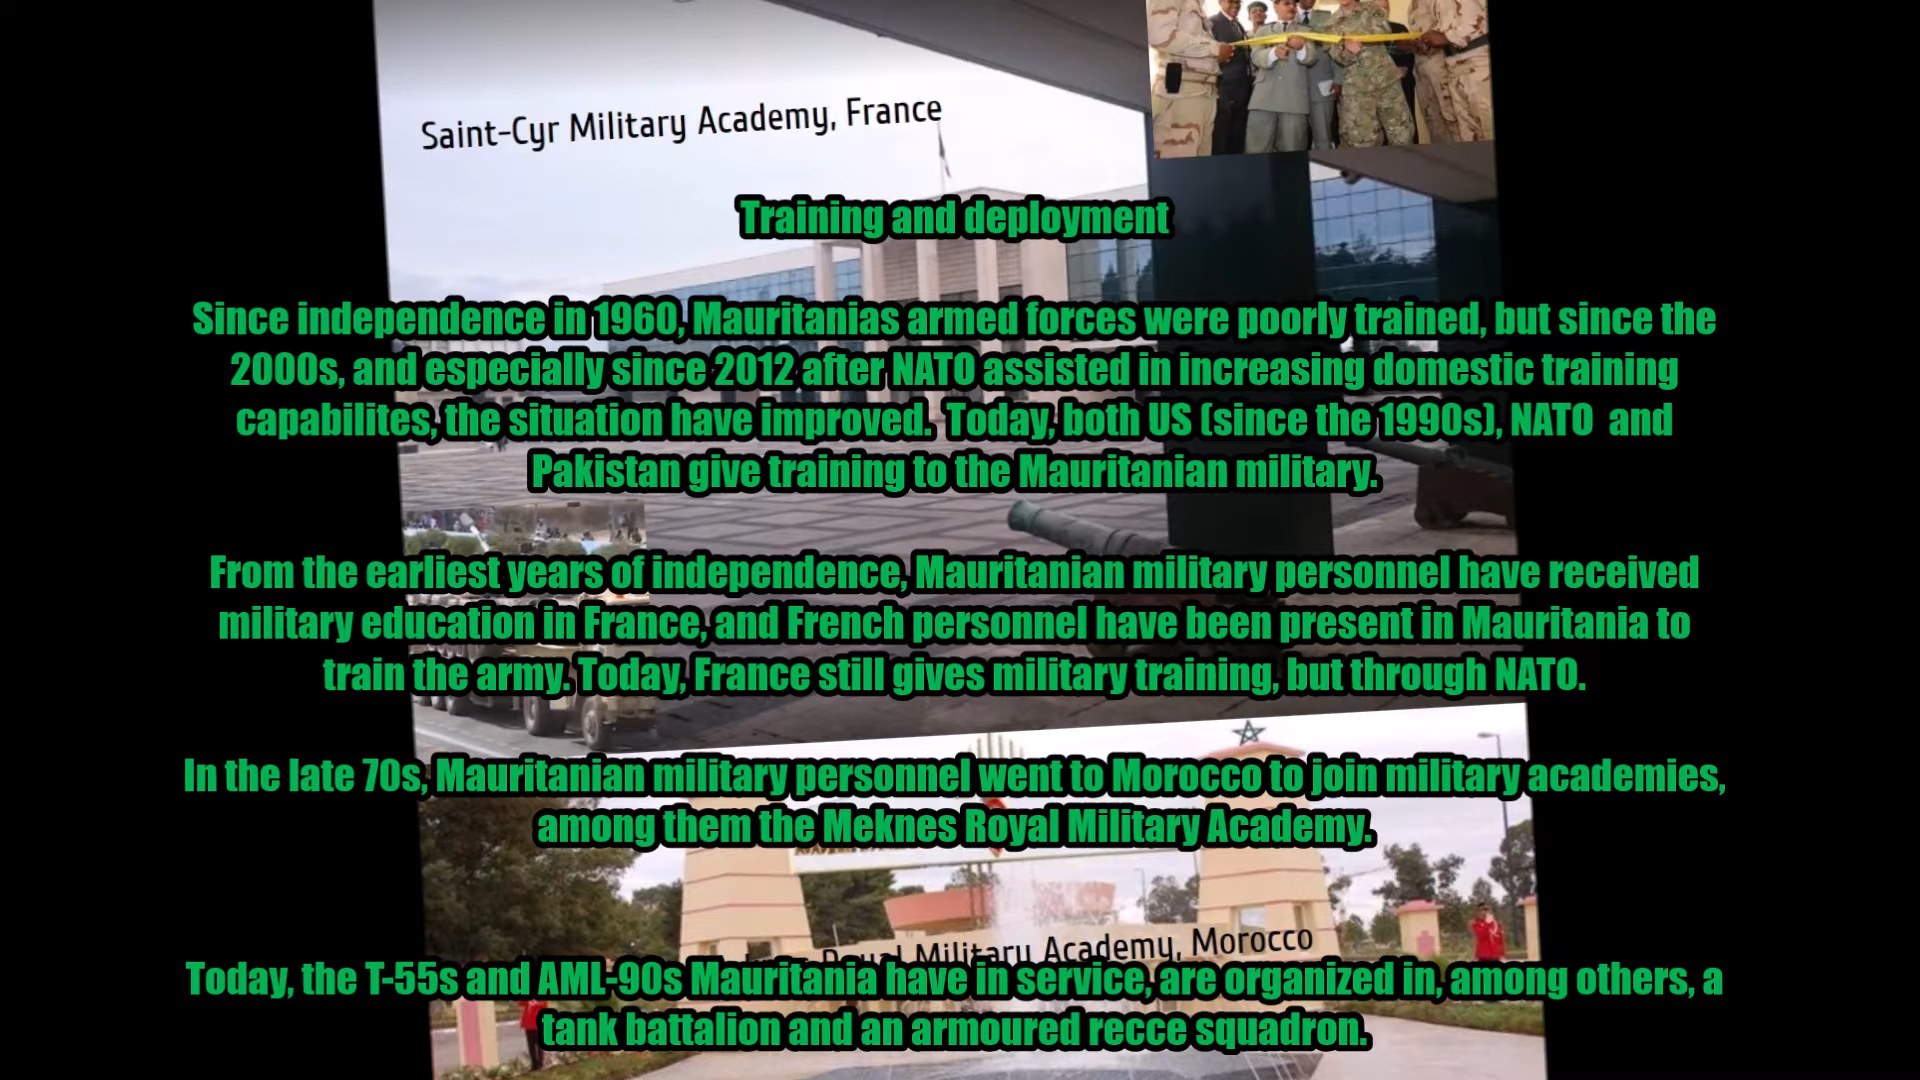 Saint-Cyr Military Academy, France
Training and deployment
Since independence in 1960, Mauritanias armed forces were poorly trained, but since the
2000s, and especially since 2012 after NATO assisted in increasing domestic training
capabilites, the situation have improved. Today, both US (since the 1990s), NATO and
Pakistan give training to the Mauritanian military.
From the earliest years of independence, Mauritanian military personnel have received
military education in France, and French personnel have been present in Mauritania to
train the army. Today, France still gives military training, but through NATO.
In the late 70s, Mauritanian military personnel went to Morocco to join military academies,
among them the Meknes Royal Military Academy.
Royal Military Academy, Morocco
Today, the T-55s and AML-90s Mauritania have in service, are organized in, among others, a
tank battalion and an armoured recce squadron.